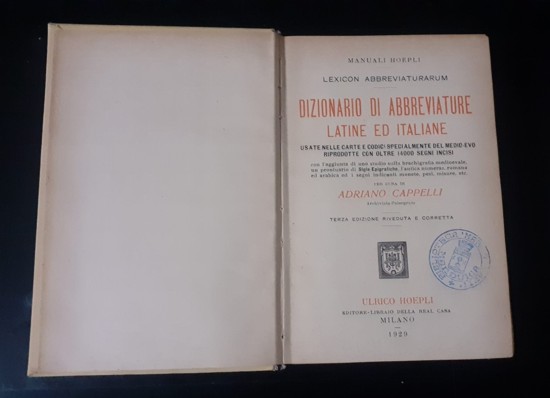 MANUALI HOEPLI
LEXICON ABBREVIATURARUM
DIZIONARIO DI ABBREVIATURE
LATINE ED ITALIANE
USATE NELLE CARTE E CODICI SPECIALMENTE DEL MEDIO-EVO
RIPRODOTTE CON OLTRE 14000 SEGNI INCISI
con l'aggiunta di uno studio sulla brachigrafia medioevale,
un prontuario di Sigle Epigrafiche, l'antica numeraz. romana
ed arabica ed i segni indicanti monete, pesi, misure, etc.
PER CURA DI
ADRIANO CAPPELLI
Archivista-Paleografo
TERZA EDIZIONE RIVEDUTA E CORRETTA
ULRICO HOEPLI
EDITORE-LIBRAIO DELLA REAL CASA
MILANO
1929